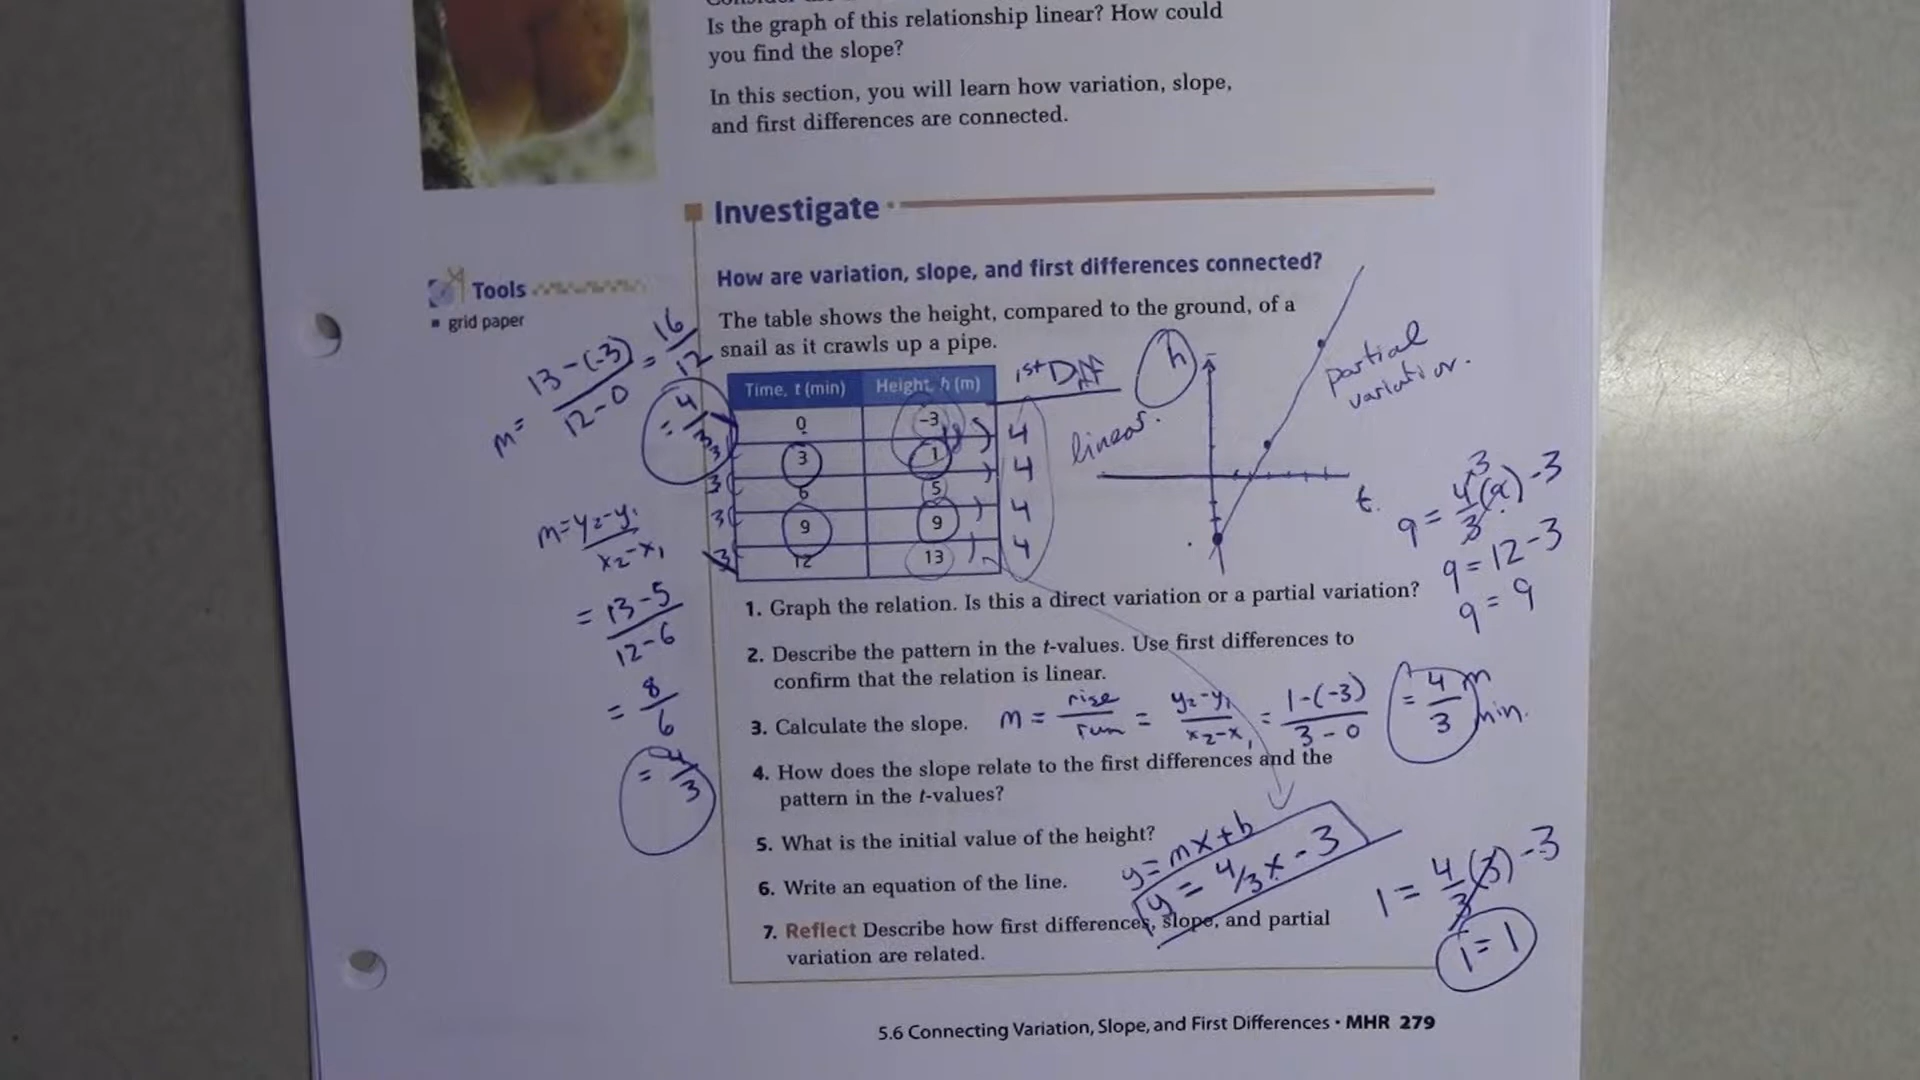 Is the graph of this relationship linear? How could
you find the slope?
In this section, you will learn how variation, slope,
and first differences are connected.
Investigate
Tools
grid paper
How are variation, slope, and first differences connected?
The table shows the height, compared to the ground, of a
snail as it crawls up a pipe.
Time, t (min) Height, h (m) 1st Diff
0 -3
3 1
6 5
9 9
12 13
4
4
4
4
3
3
3
3
m = 13-(-3)/12-0 = 16/12
= 4/3
m = y2-y1/x2-x1
= 13-5/12-6
= 8/6
= 4/3
linear.
h
t.
partial
variation.
9 = 4/3(9)-3
3
9 = 12-3
9 = 9
1. Graph the relation. Is this a direct variation or a partial variation?
2. Describe the pattern in the t-values. Use first differences to
confirm that the relation is linear.
3. Calculate the slope. m = rise/run = y2-y1/x2-x1 = 1-(-3)/3-0 = 4/3 m/min.
4. How does the slope relate to the first differences and the
pattern in the t-values?
5. What is the initial value of the height?
y = mx+b
6. Write an equation of the line.
y = 4/3x - 3
7. Reflect Describe how first differences, slope, and partial
variation are related.
1 = 4/3(3)-3
1 = 1
5.6 Connecting Variation, Slope, and First Differences • MHR 279